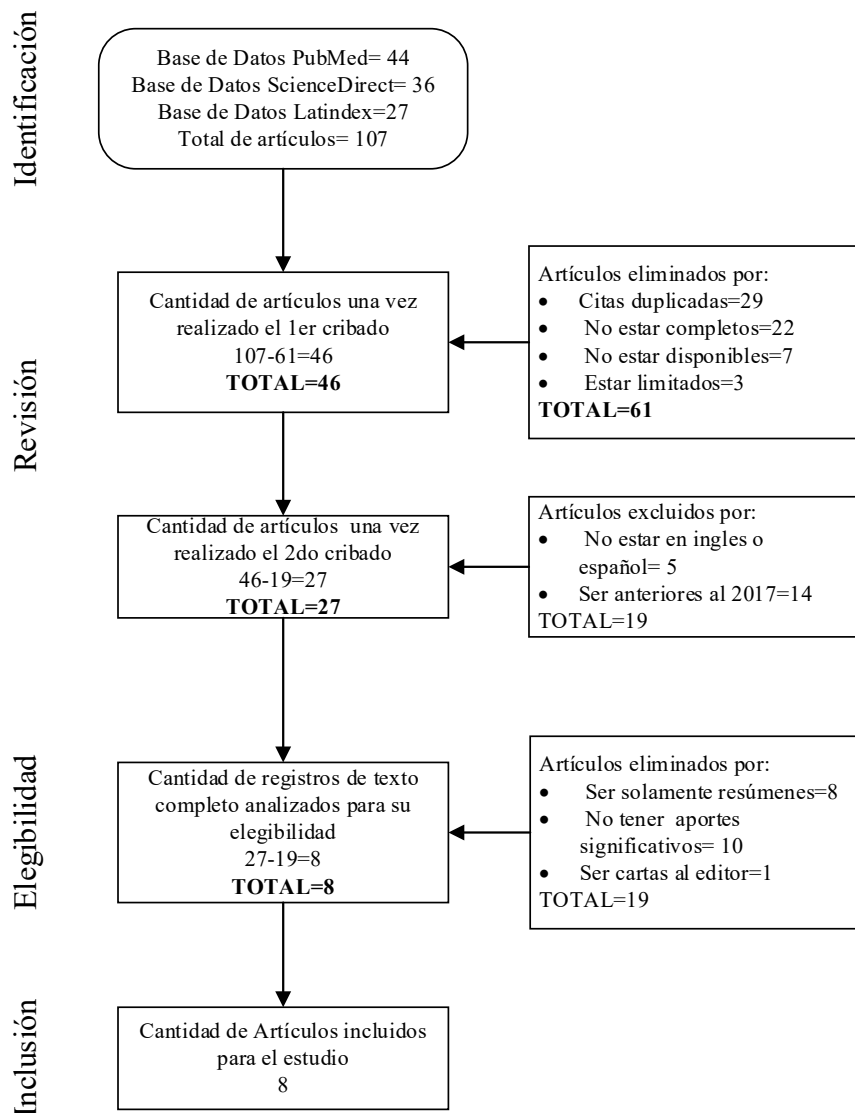 Identificación
Base de Datos PubMed= 44
Base de Datos ScienceDirect= 36
Base de Datos Latindex=27
Total de artículos= 107
Revisión
Cantidad de artículos una vez
realizado el 1er cribado
107-61=46
TOTAL=46
Artículos eliminados por:
• Citas duplicadas=29
• No estar completos=22
• No estar disponibles=7
• Estar limitados=3
TOTAL=61
Cantidad de artículos  una vez
realizado el 2do cribado
46-19=27
TOTAL=27
Artículos excluidos por:
• No estar en ingles o
español= 5
• Ser anteriores al 2017=14
TOTAL=19
Elegibilidad
Cantidad de registros de texto
completo analizados para su
elegibilidad
27-19=8
TOTAL=8
Artículos eliminados por:
• Ser solamente resúmenes=8
• No tener  aportes
significativos= 10
• Ser cartas al editor=1
TOTAL=19
Inclusión
Cantidad de Artículos incluidos
para el estudio
8